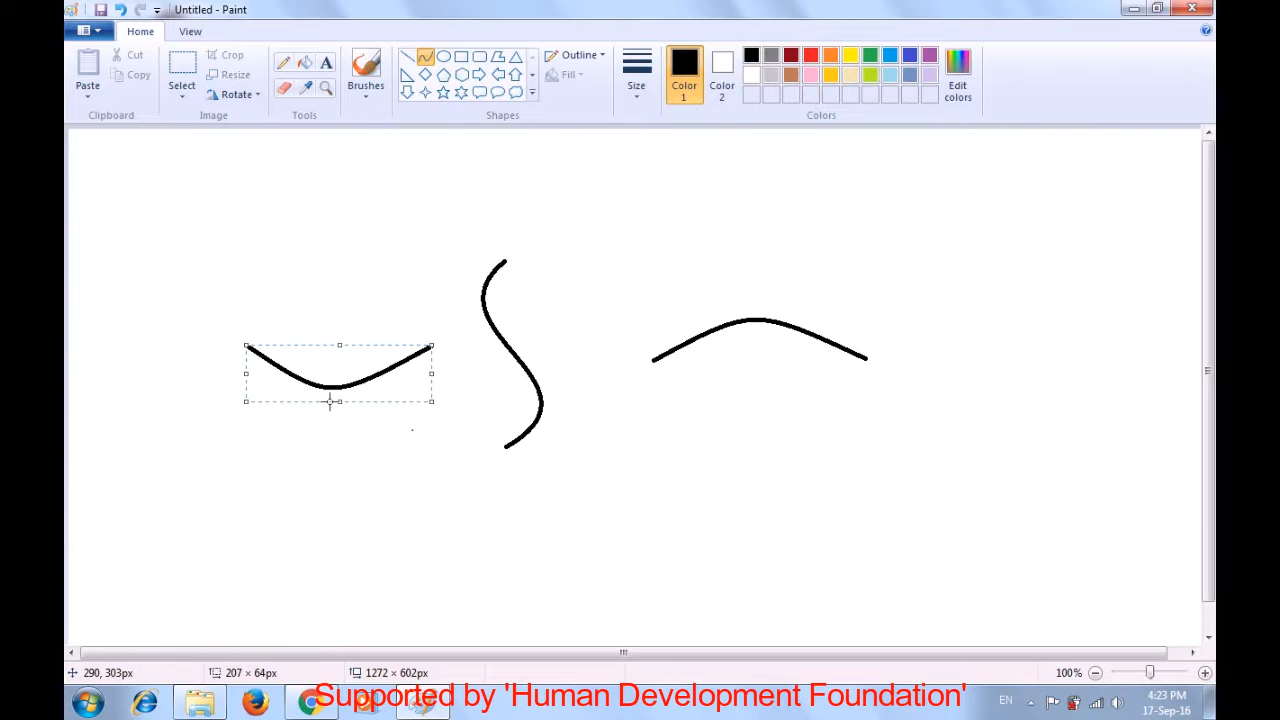 Untitled - Paint
Home
View
Paste
Cut
Copy
Clipboard
Select
Crop
Resize
Rotate
Image
A
Tools
Brushes
Outline
Fill
Shapes
Size
Color 1
Color 2
Edit colors
Colors
290, 303px
207 × 64px
1272 × 602px
100%
EN
4:23 PM
17-Sep-16
Supported by 'Human Development Foundation'